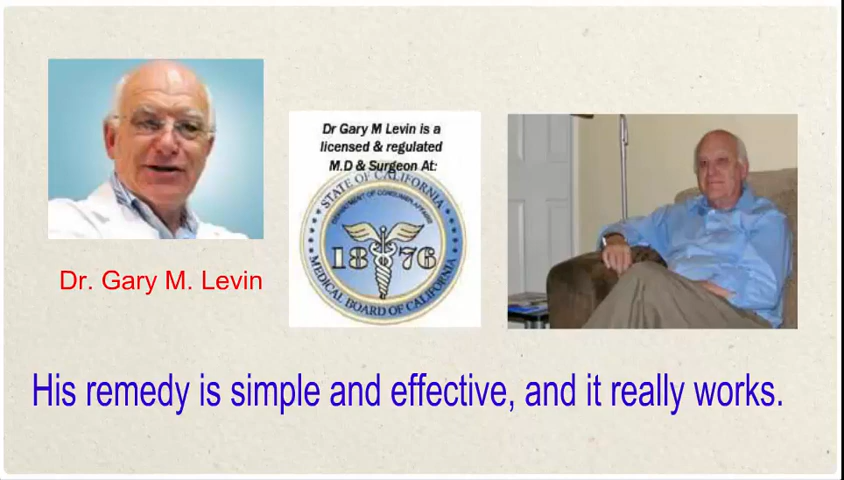 Dr Gary M Levin is a
licensed & regulated
M.D & Surgeon At:
STATE OF CALIFORNIA
DEPARTMENT OF CONSUMER AFFAIRS
1876
MEDICAL BOARD OF CALIFORNIA
Dr. Gary M. Levin
His remedy is simple and effective, and it really works.